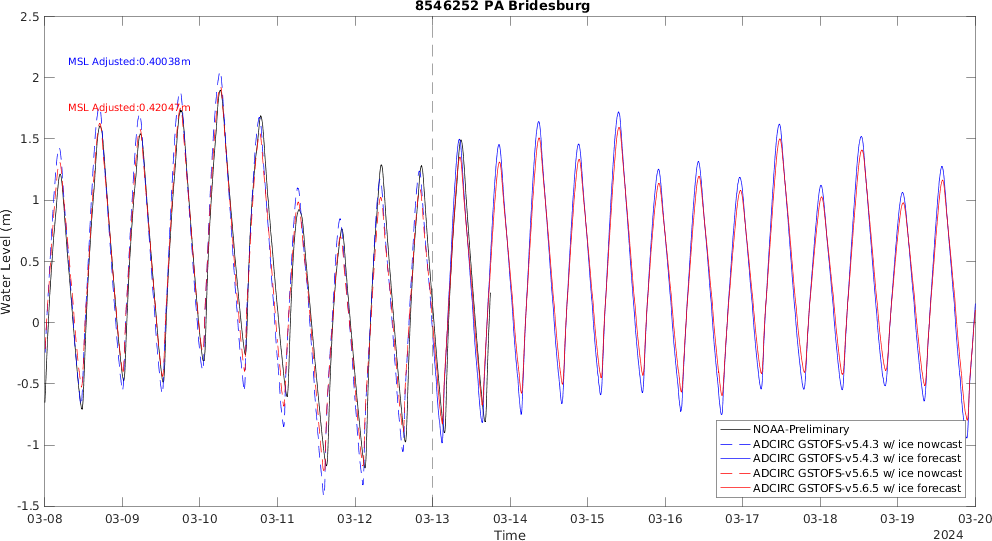 8546252 PA Bridesburg
2.5
2
1.5
1
0.5
0
-0.5
-1
-1.5
Water Level (m)
MSL Adjusted:0.40038m
MSL Adjusted:0.42047m
NOAA-Preliminary
ADCIRC GSTOFS-v5.4.3 w/ ice nowcast
ADCIRC GSTOFS-v5.4.3 w/ ice forecast
ADCIRC GSTOFS-v5.6.5 w/ ice nowcast
ADCIRC GSTOFS-v5.6.5 w/ ice forecast
03-08 03-09 03-10 03-11 03-12 03-13 03-14 03-15 03-16 03-17 03-18 03-19 03-20
Time
2024